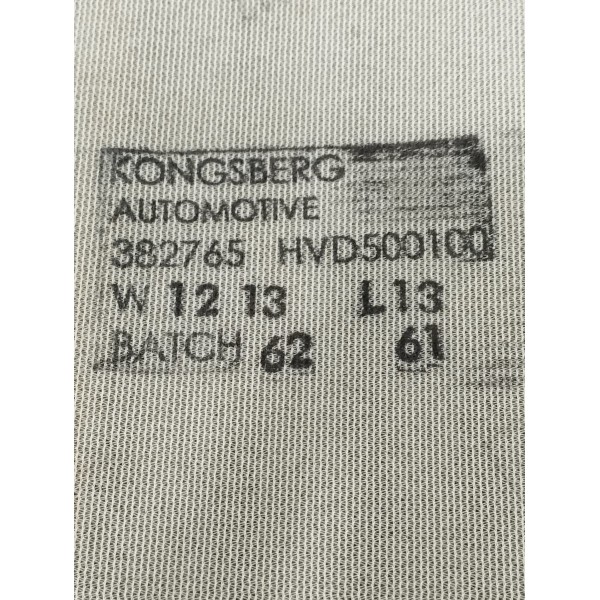 KONGSBERG
AUTOMOTIVE
382765 HVD500100
W 12 13 L13
BATCH 62 61